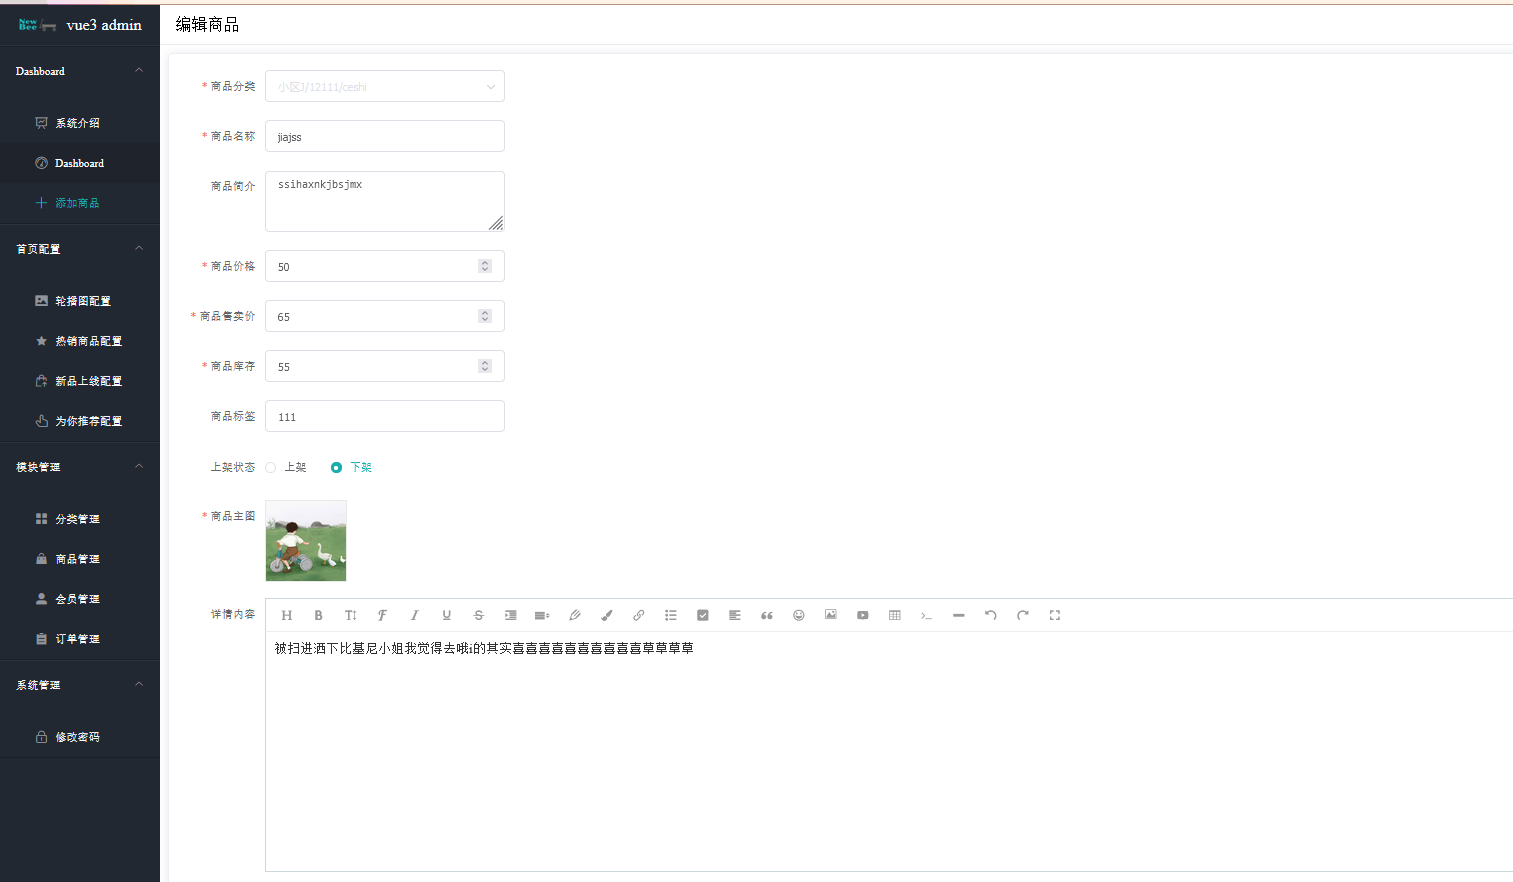 New Bee vue3 admin
编辑商品
Dashboard
系统介绍
Dashboard
添加商品
首页配置
轮播图配置
热销商品配置
新品上线配置
为你推荐配置
模块管理
分类管理
商品管理
会员管理
订单管理
系统管理
修改密码
* 商品分类 小区J/12111/ceshi
* 商品名称 jiajss
商品简介 ssihaxnkjbsjmx
* 商品价格 50
* 商品售卖价 65
* 商品库存 55
商品标签 111
上架状态 上架 下架
* 商品主图
详情内容
被扫进洒下比基尼小姐我觉得去哦i的其实喜喜喜喜喜喜喜喜喜喜草草草草